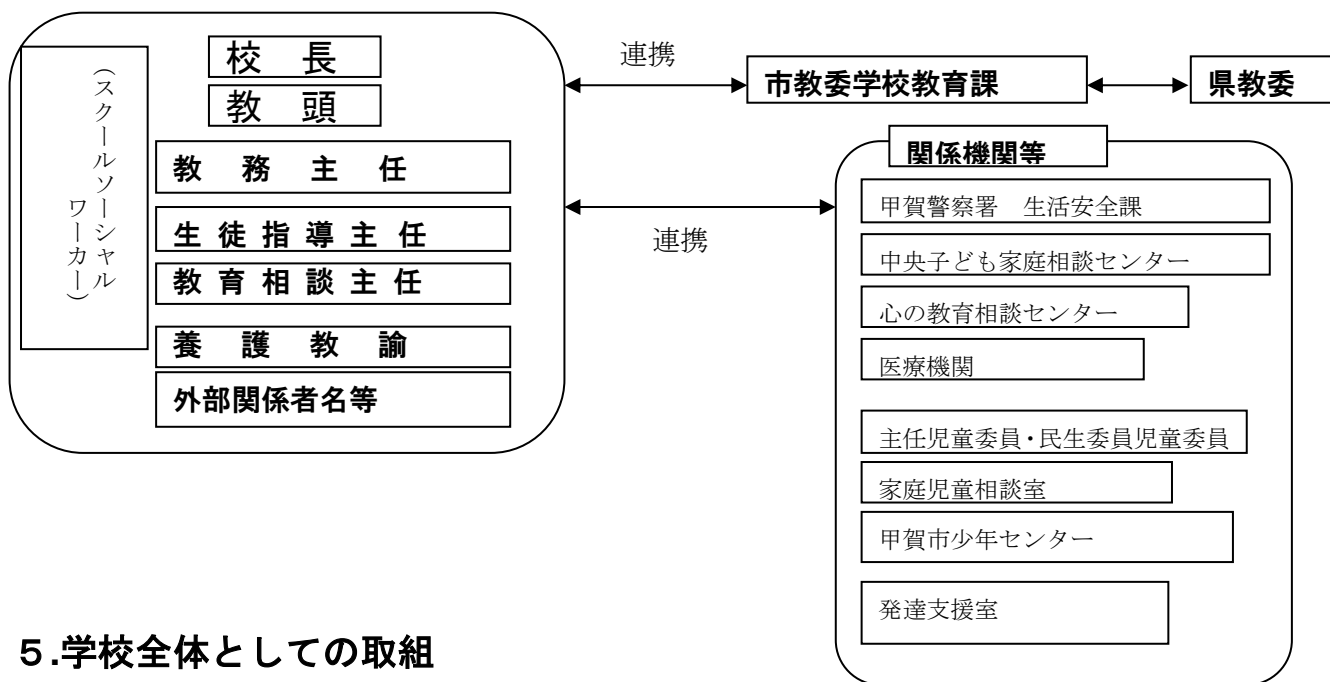 (スクールソーシャル
ワーカー)
校　長
教　頭
教　務　主　任
生 徒 指 導 主 任
教 育 相 談 主 任
養　護　教　諭
外部関係者名等
連携
市教委学校教育課
県教委
連携
関係機関等
甲賀警察署　生活安全課
中央子ども家庭相談センター
心の教育相談センター
医療機関
主任児童委員・民生委員児童委員
家庭児童相談室
甲賀市少年センター
発達支援室
５.学校全体としての取組